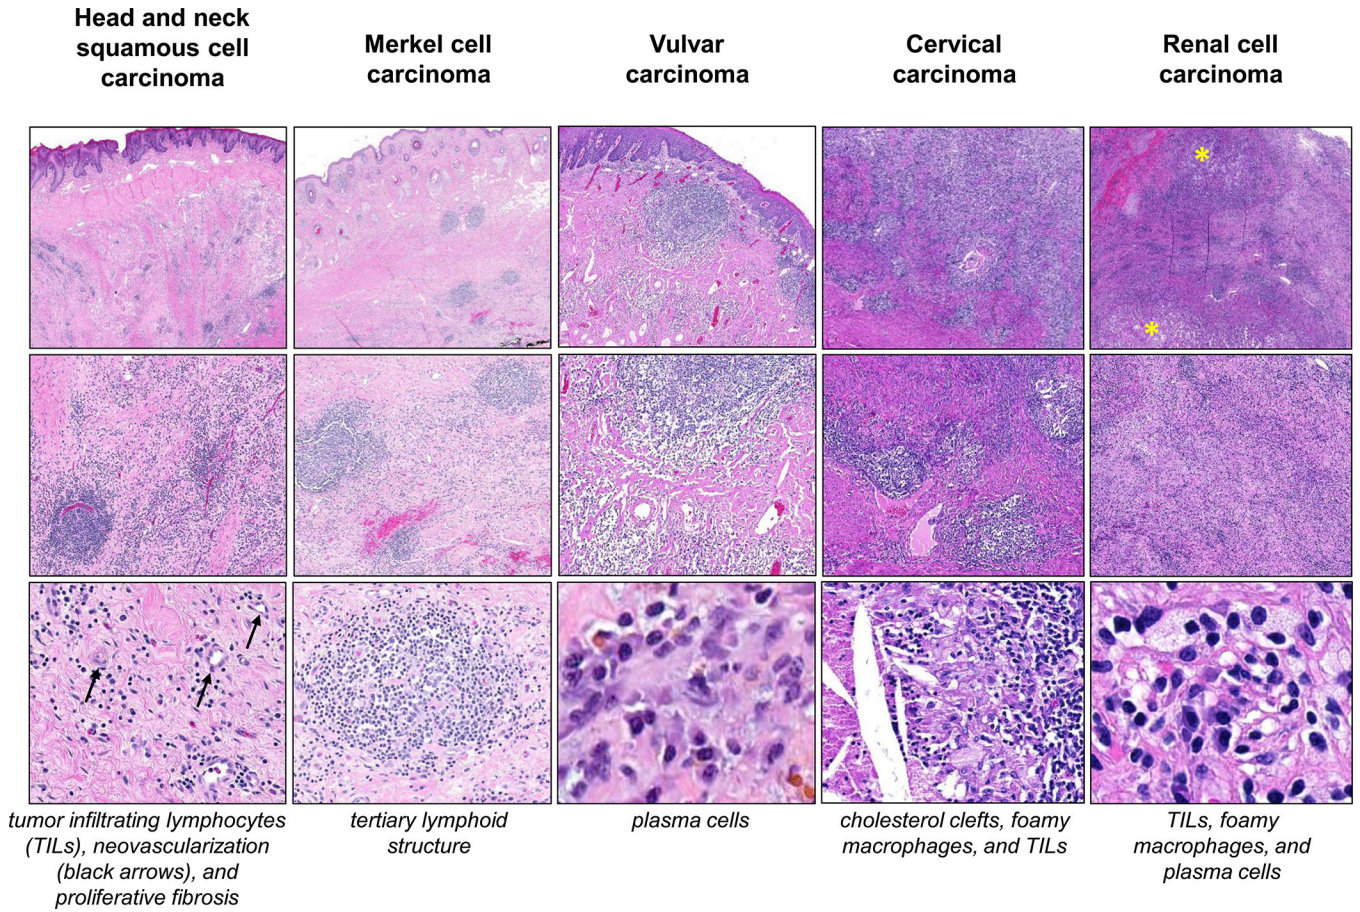 Head and neck
squamous cell
carcinoma
Merkel cell
carcinoma
Vulvar
carcinoma
Cervical
carcinoma
Renal cell
carcinoma
*
*
tumor infiltrating lymphocytes
(TILs), neovascularization
(black arrows), and
proliferative fibrosis
tertiary lymphoid
structure
plasma cells
cholesterol clefts, foamy
macrophages, and TILs
TILs, foamy
macrophages, and
plasma cells